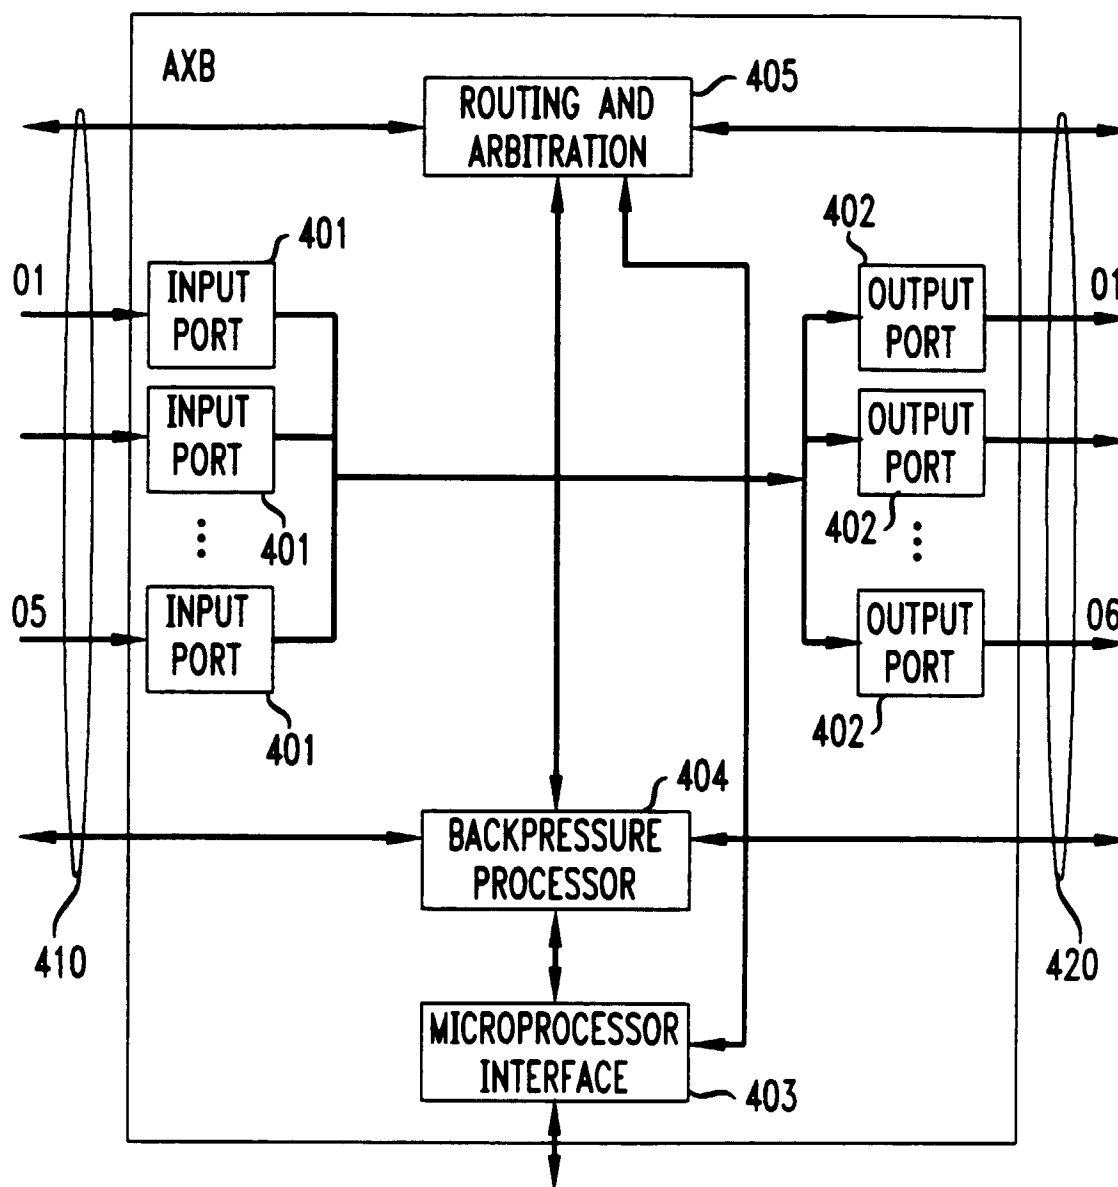 AXB
405
ROUTING AND
ARBITRATION
401
402
01
INPUT
PORT
OUTPUT
PORT
01
INPUT
PORT
OUTPUT
PORT
401
402
05
INPUT
PORT
OUTPUT
PORT
06
401
402
404
BACKPRESSURE
PROCESSOR
410
420
MICROPROCESSOR
INTERFACE
403